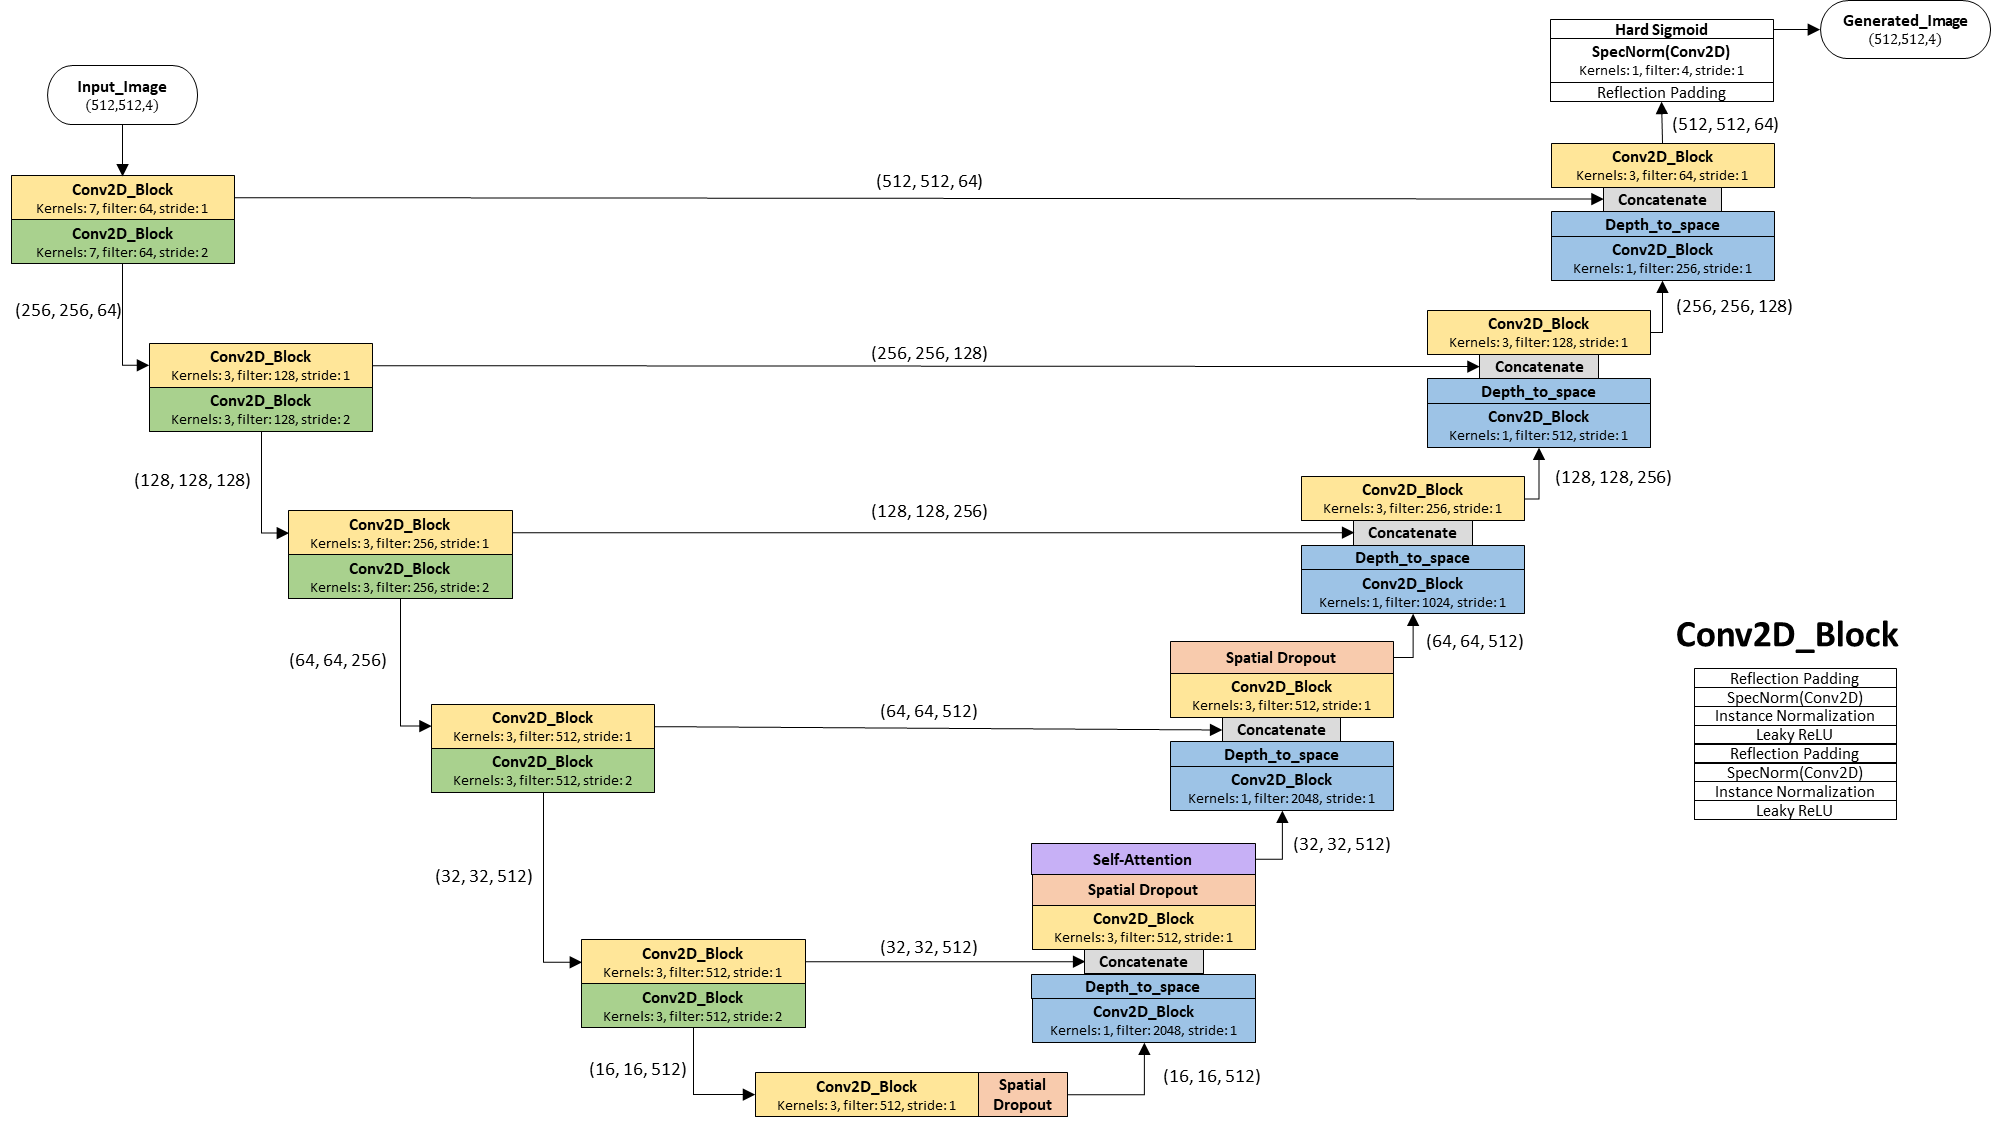 Hard Sigmoid
SpecNorm(Conv2D)
Kernels: 1, filter: 4, stride: 1
Reflection Padding
Generated_Image
(512,512,4)
Input_Image
(512,512,4)
(512, 512, 64)
Conv2D_Block
Kernels: 3, filter: 64, stride: 1
Concatenate
Depth_to_space
Conv2D_Block
Kernels: 1, filter: 256, stride: 1
Conv2D_Block
Kernels: 7, filter: 64, stride: 1
Conv2D_Block
Kernels: 7, filter: 64, stride: 2
(512, 512, 64)
(256, 256, 64)
(256, 256, 128)
Conv2D_Block
Kernels: 3, filter: 128, stride: 1
Concatenate
Depth_to_space
Conv2D_Block
Kernels: 1, filter: 512, stride: 1
Conv2D_Block
Kernels: 3, filter: 128, stride: 1
Conv2D_Block
Kernels: 3, filter: 128, stride: 2
(256, 256, 128)
(128, 128, 128)
(128, 128, 256)
Conv2D_Block
Kernels: 3, filter: 256, stride: 1
Concatenate
Depth_to_space
Conv2D_Block
Kernels: 1, filter: 1024, stride: 1
Conv2D_Block
Kernels: 3, filter: 256, stride: 1
Conv2D_Block
Kernels: 3, filter: 256, stride: 2
(128, 128, 256)
(64, 64, 256)
(64, 64, 512)
Spatial Dropout
Conv2D_Block
Kernels: 3, filter: 512, stride: 1
Concatenate
Depth_to_space
Conv2D_Block
Kernels: 1, filter: 2048, stride: 1
Conv2D_Block
Kernels: 3, filter: 512, stride: 1
Conv2D_Block
Kernels: 3, filter: 512, stride: 2
(64, 64, 512)
Conv2D_Block
Reflection Padding
SpecNorm(Conv2D)
Instance Normalization
Leaky ReLU
Reflection Padding
SpecNorm(Conv2D)
Instance Normalization
Leaky ReLU
(32, 32, 512)
(32, 32, 512)
Self-Attention
Spatial Dropout
Conv2D_Block
Kernels: 3, filter: 512, stride: 1
Concatenate
Depth_to_space
Conv2D_Block
Kernels: 1, filter: 2048, stride: 1
Conv2D_Block
Kernels: 3, filter: 512, stride: 1
Conv2D_Block
Kernels: 3, filter: 512, stride: 2
(32, 32, 512)
(16, 16, 512)
(16, 16, 512)
Conv2D_Block
Kernels: 3, filter: 512, stride: 1
Spatial
Dropout